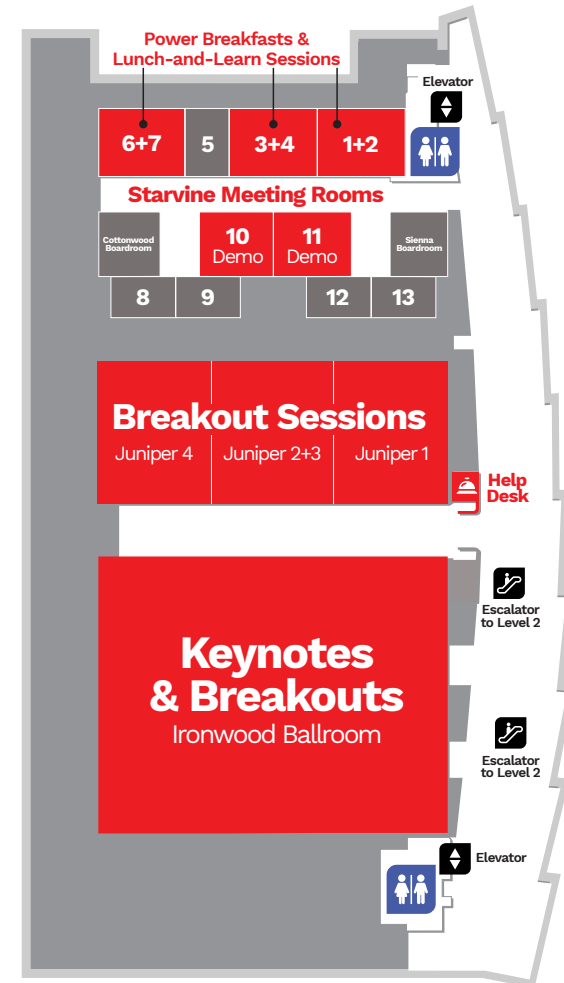 Power Breakfasts &
Lunch-and-Learn Sessions
Elevator
6+7
5
3+4
1+2
Starvine Meeting Rooms
Cottonwood
Boardroom
10
Demo
11
Demo
Sienna
Boardroom
8
9
12
13
Breakout Sessions
Juniper 4
Juniper 2+3
Juniper 1
Help
Desk
Escalator
to Level 2
Keynotes
& Breakouts
Ironwood Ballroom
Escalator
to Level 2
Elevator